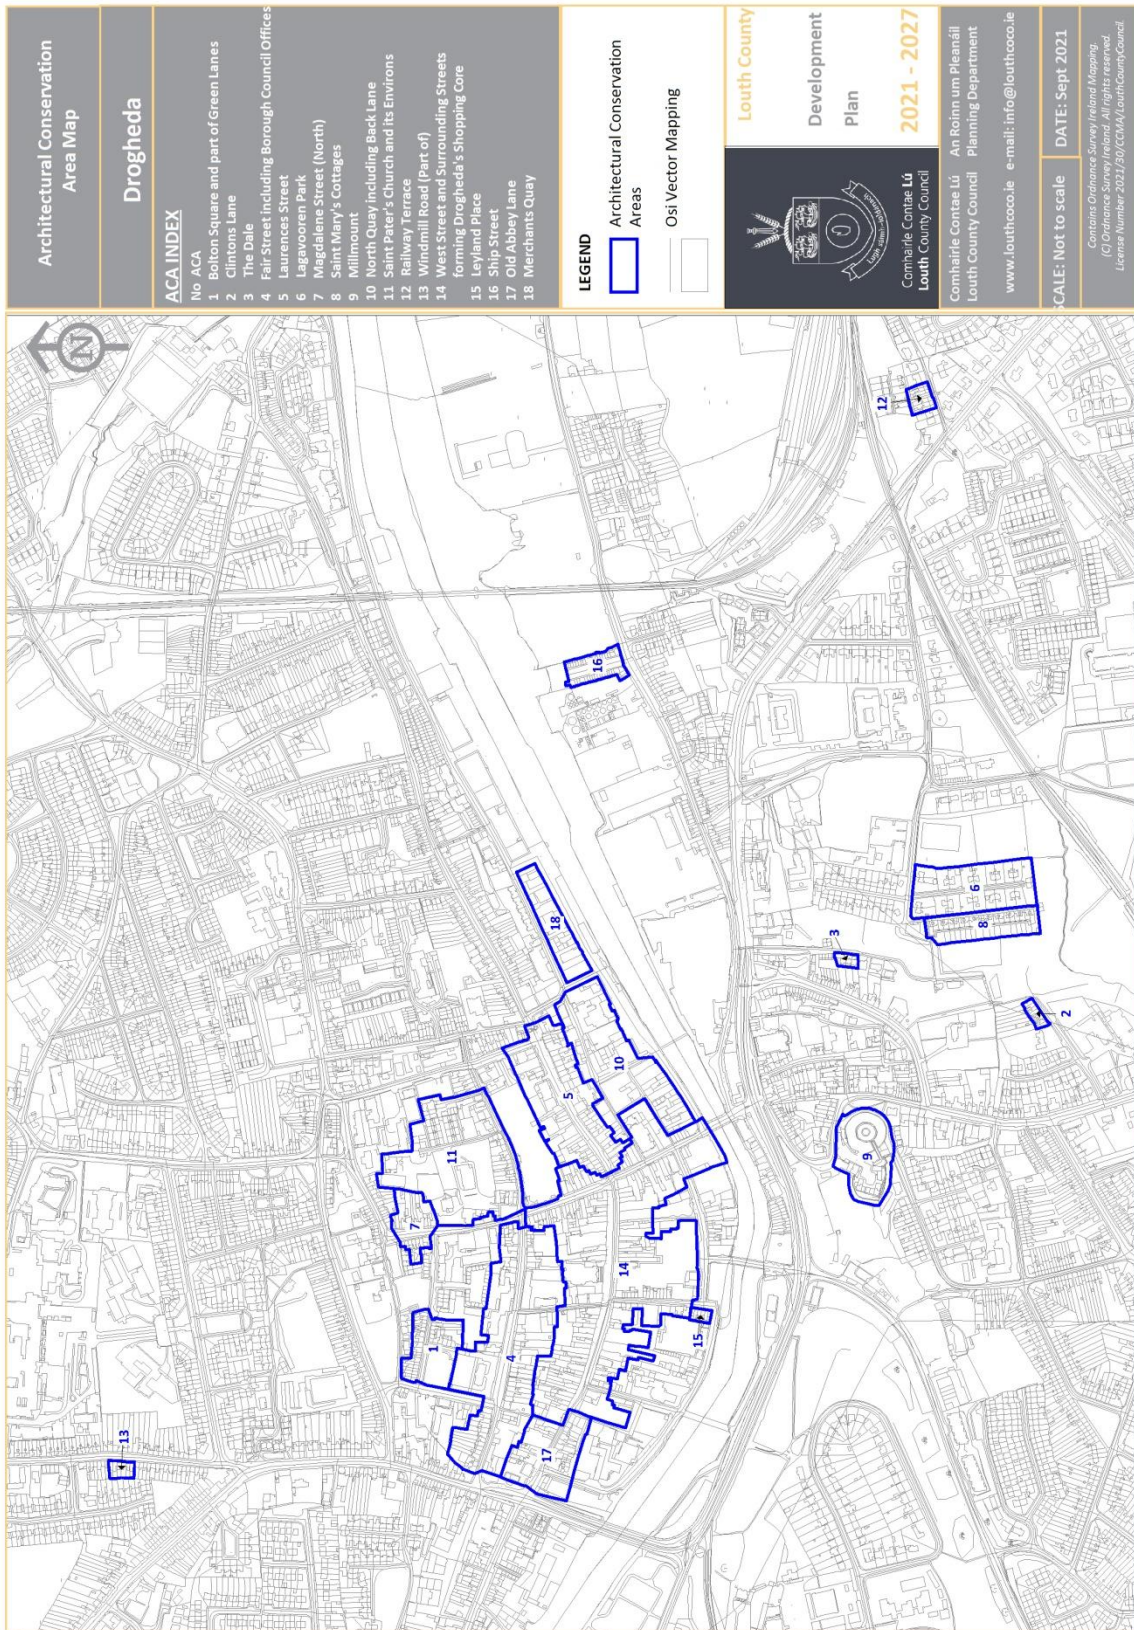 Architectural Conservation
Area Map
Drogheda
ACA INDEX
No ACA
1 Bolton Square and part of Green Lanes
2 Clintons Lane
3 The Dale
4 Fair Street including Borough Council Offices
5 Laurences Street
6 Lagavooren Park
7 Magdalene Street (North)
8 Saint Mary's Cottages
9 Millmount
10 North Quay including Back Lane
11 Saint Pater's Church and its Environs
12 Railway Terrace
13 Windmill Road (Part of)
14 West Street and Surrounding Streets
forming Drogheda's Shopping Core
15 Leyland Place
16 Ship Street
17 Old Abbey Lane
18 Merchants Quay
LEGEND
Architectural Conservation
Areas
Osi Vector Mapping
Comhairle Contae Lú
Louth County Council
Louth County
Development
Plan
2021 - 2027
Comhairle Contae Lú An Roinn um Pleanáil
Louth County Council Planning Department
www.louthcoco.ie e-mail: info@louthcoco.ie
SCALE: Not to scale
DATE: Sept 2021
Contains Ordnance Survey Ireland Mapping.
(C) Ordnance Survey Ireland. All rights reserved.
License Number 2021/30/CCMA/LouthCountyCouncil
N
13
1
7
11
4
17
5
18
10
14
15
16
12
9
3
6
8
2